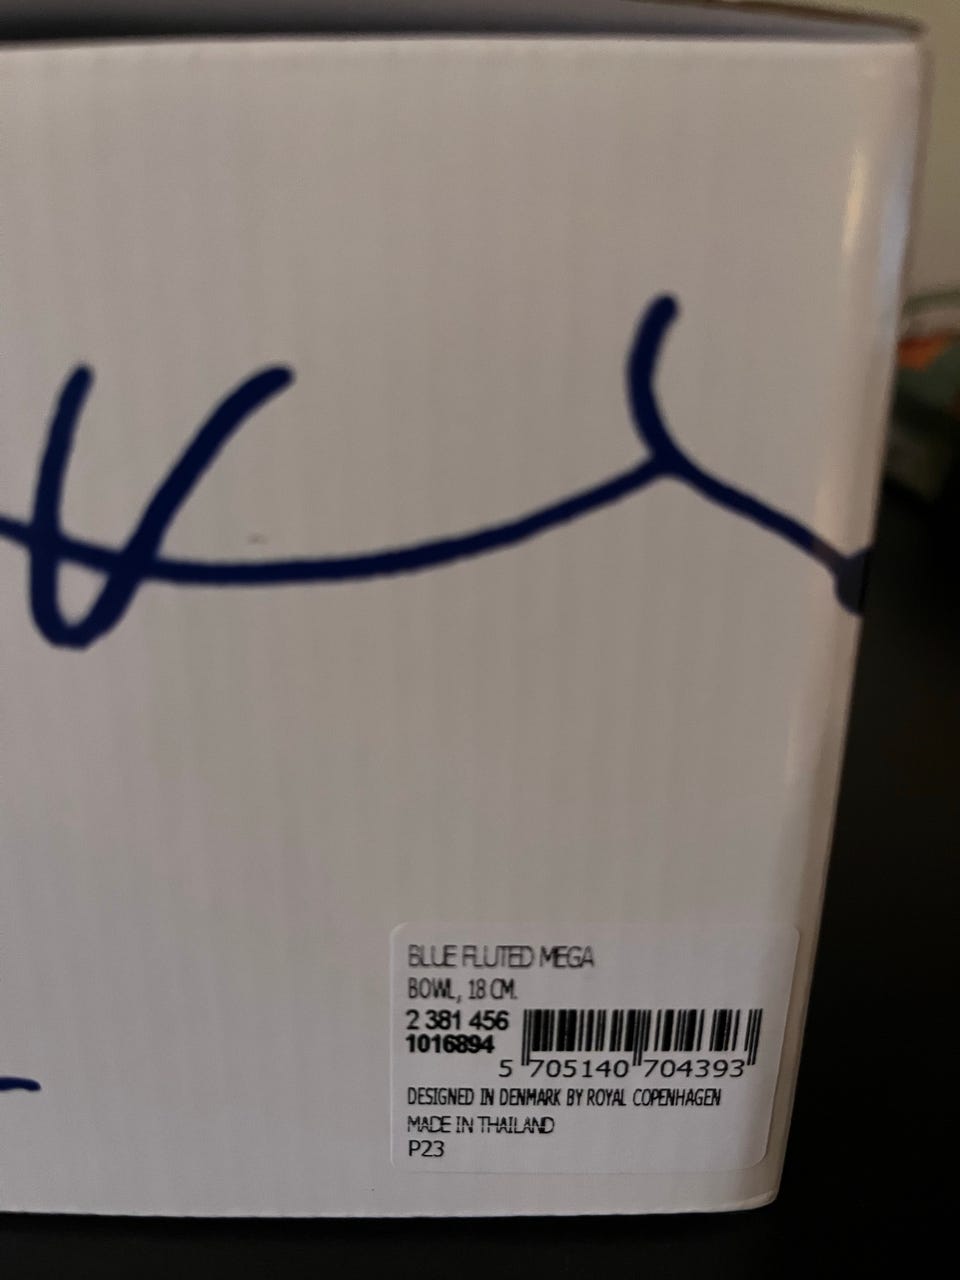 BLUE FLUTED MEGA
BOWL, 18 CM.
2 381 456
1016894
5 705140 704393
DESIGNED IN DENMARK BY ROYAL COPENHAGEN
MADE IN THAILAND
P23